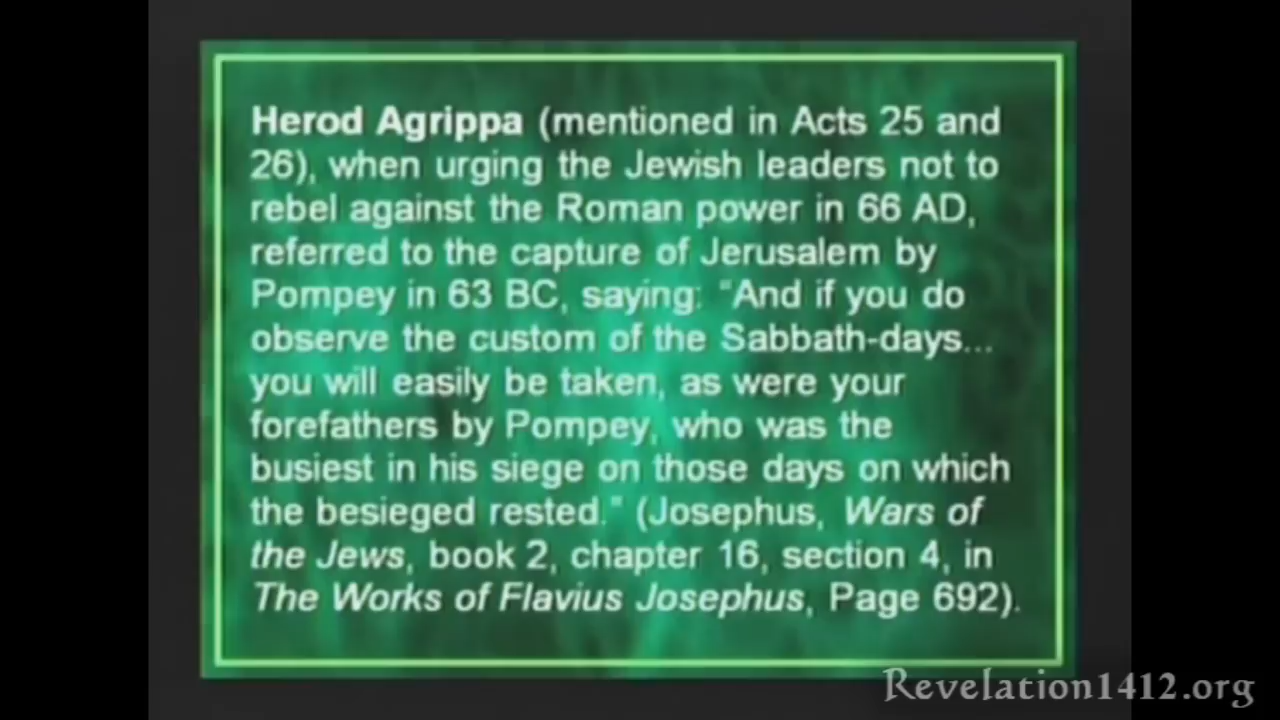 Herod Agrippa (mentioned in Acts 25 and
26), when urging the Jewish leaders not to
rebel against the Roman power in 66 AD,
referred to the capture of Jerusalem by
Pompey in 63 BC, saying: “And if you do
observe the custom of the Sabbath-days...
you will easily be taken, as were your
forefathers by Pompey, who was the
busiest in his siege on those days on which
the besieged rested.” (Josephus, Wars of
the Jews, book 2, chapter 16, section 4, in
The Works of Flavius Josephus, Page 692).
Revelation1412.org